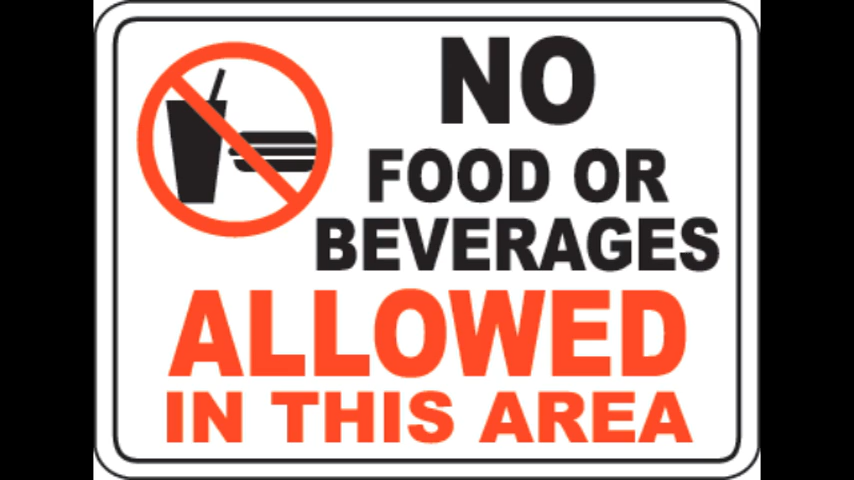 NO
FOOD OR
BEVERAGES
ALLOWED
IN THIS AREA